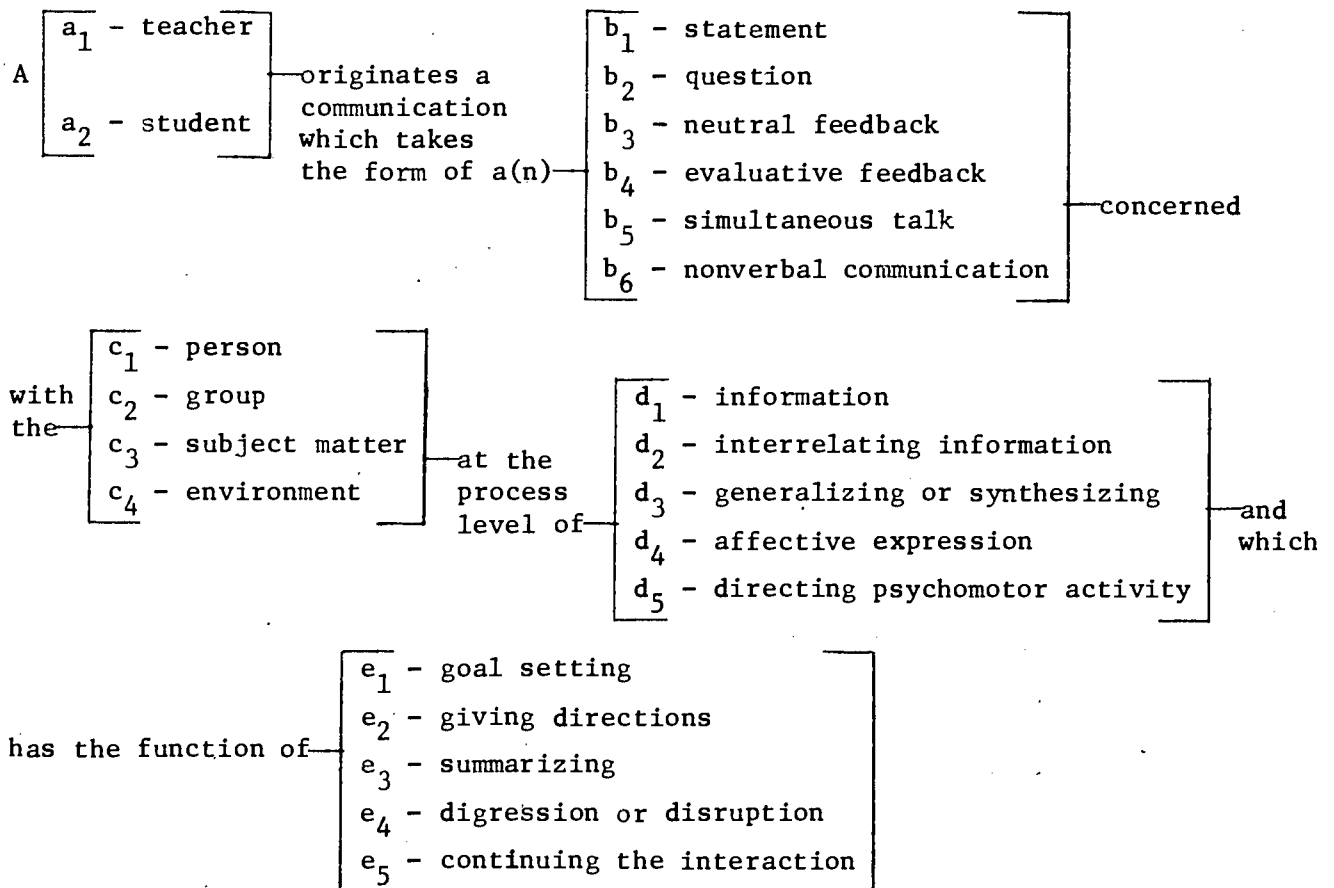 A
a1 - teacher
a2 - student
originates a
communication
which takes
the form of a(n)
b1 - statement
b2 - question
b3 - neutral feedback
b4 - evaluative feedback
b5 - simultaneous talk
b6 - nonverbal communication
concerned
with
the
c1 - person
c2 - group
c3 - subject matter
c4 - environment
at the
process
level of
d1 - information
d2 - interrelating information
d3 - generalizing or synthesizing
d4 - affective expression
d5 - directing psychomotor activity
and
which
has the function of
e1 - goal setting
e2 - giving directions
e3 - summarizing
e4 - digression or disruption
e5 - continuing the interaction